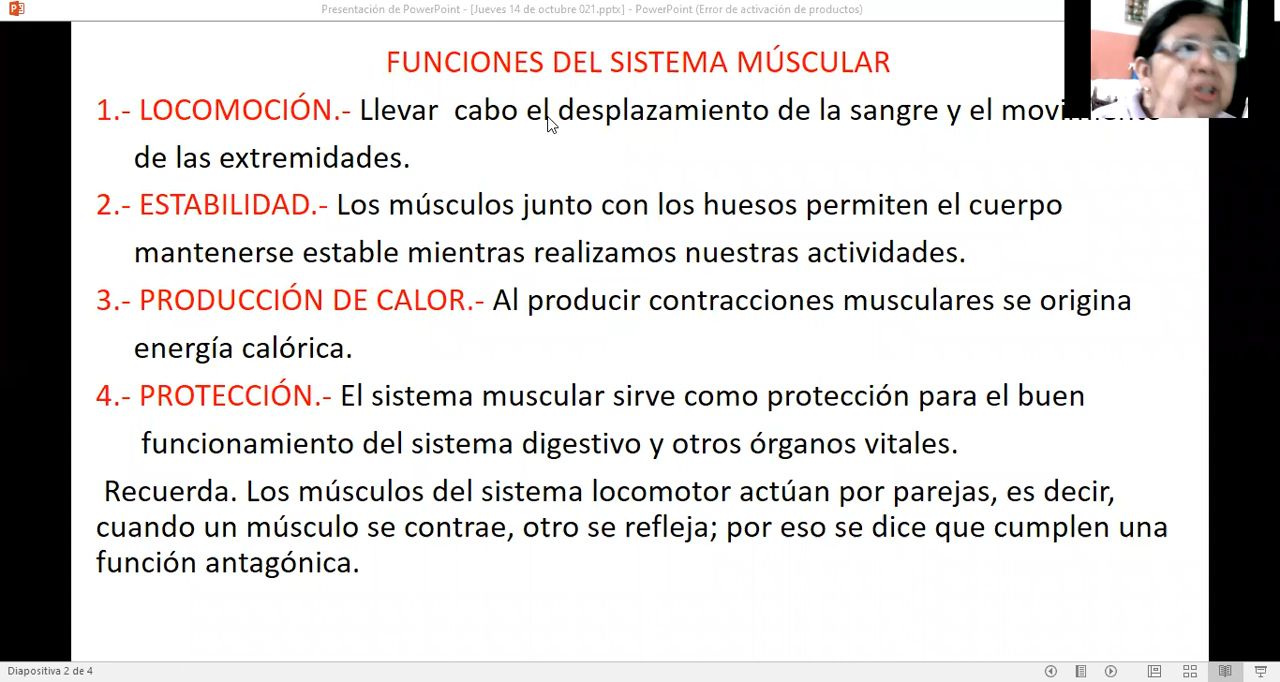 Presentación de PowerPoint - [Jueves 14 de octubre 021.pptx] - PowerPoint (Error de activación de productos)
FUNCIONES DEL SISTEMA MÚSCULAR
1.- LOCOMOCIÓN.- Llevar cabo el desplazamiento de la sangre y el movimiento
de las extremidades.
2.- ESTABILIDAD.- Los músculos junto con los huesos permiten el cuerpo
mantenerse estable mientras realizamos nuestras actividades.
3.- PRODUCCIÓN DE CALOR.- Al producir contracciones musculares se origina
energía calórica.
4.- PROTECCIÓN.- El sistema muscular sirve como protección para el buen
funcionamiento del sistema digestivo y otros órganos vitales.
Recuerda. Los músculos del sistema locomotor actúan por parejas, es decir,
cuando un músculo se contrae, otro se refleja; por eso se dice que cumplen una
función antagónica.
Diapositiva 2 de 4